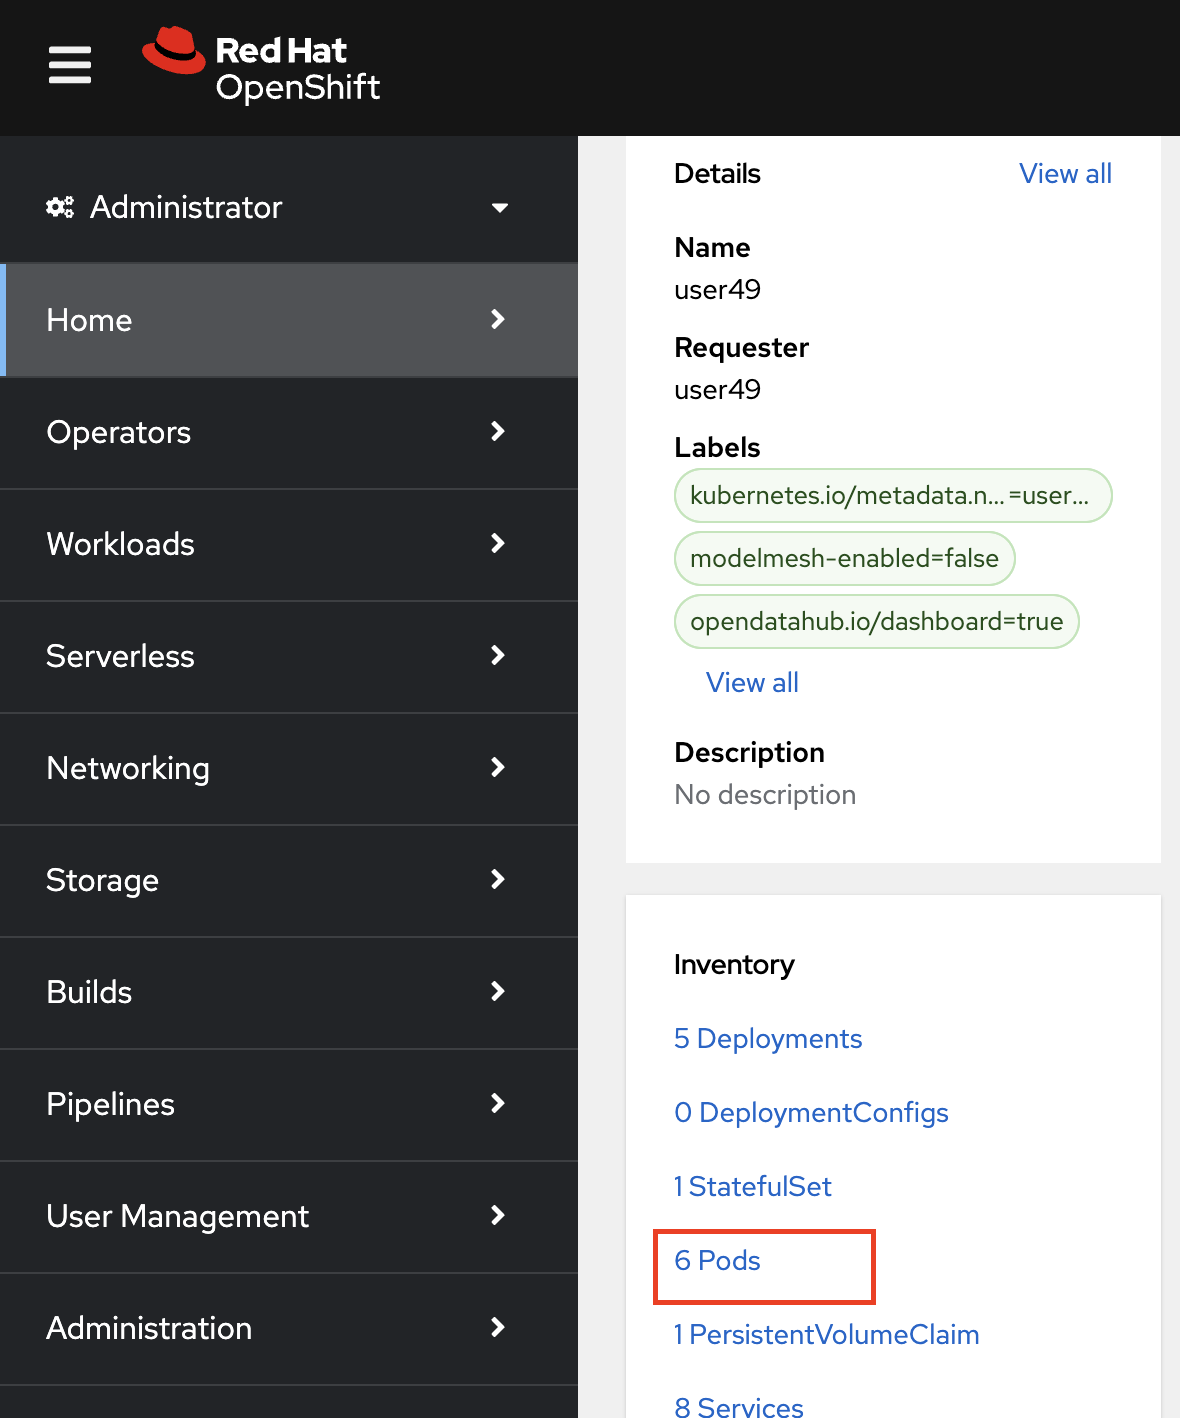 Red Hat
OpenShift
Administrator
Home
Operators
Workloads
Serverless
Networking
Storage
Builds
Pipelines
User Management
Administration
Details
View all
Name
user49
Requester
user49
Labels
kubernetes.io/metadata.n... =user...
modelmesh-enabled=false
opendatahub.io/dashboard=true
View all
Description
No description
Inventory
5 Deployments
0 DeploymentConfigs
1 StatefulSet
6 Pods
1 PersistentVolumeClaim
8 Services